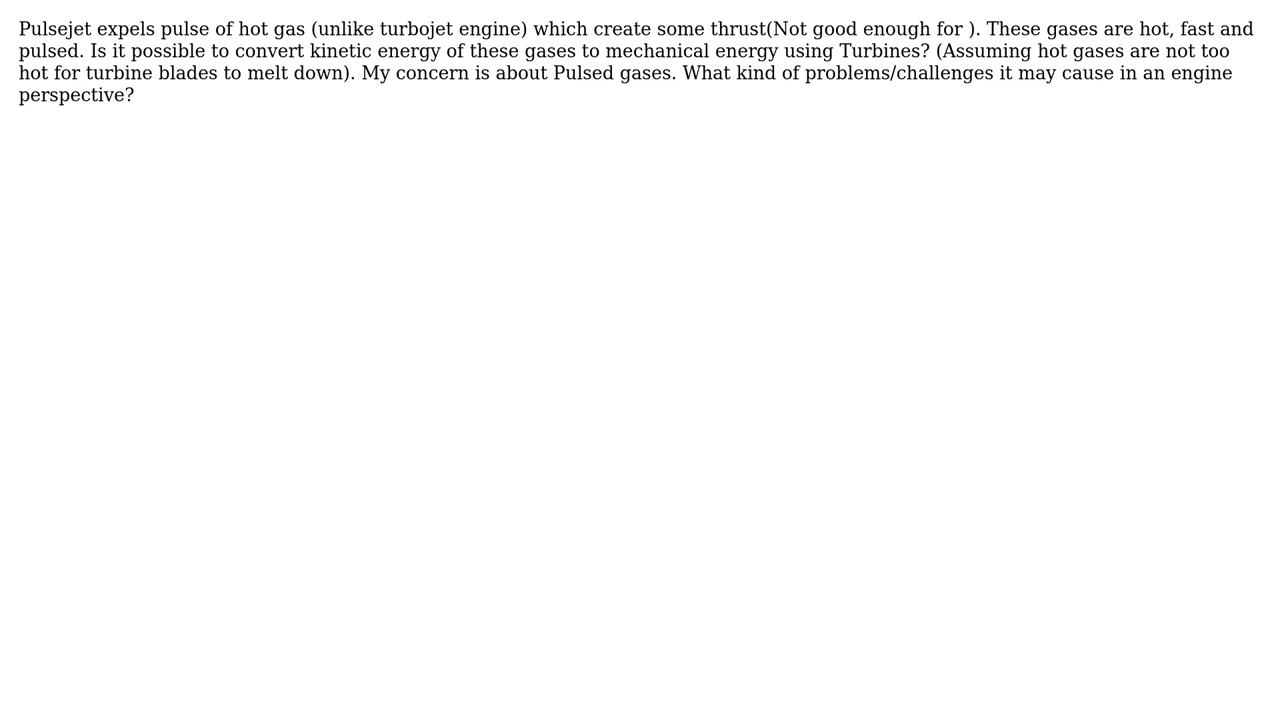 Pulsejet expels pulse of hot gas (unlike turbojet engine) which create some thrust(Not good enough for ). These gases are hot, fast and
pulsed. Is it possible to convert kinetic energy of these gases to mechanical energy using Turbines? (Assuming hot gases are not too
hot for turbine blades to melt down). My concern is about Pulsed gases. What kind of problems/challenges it may cause in an engine
perspective?